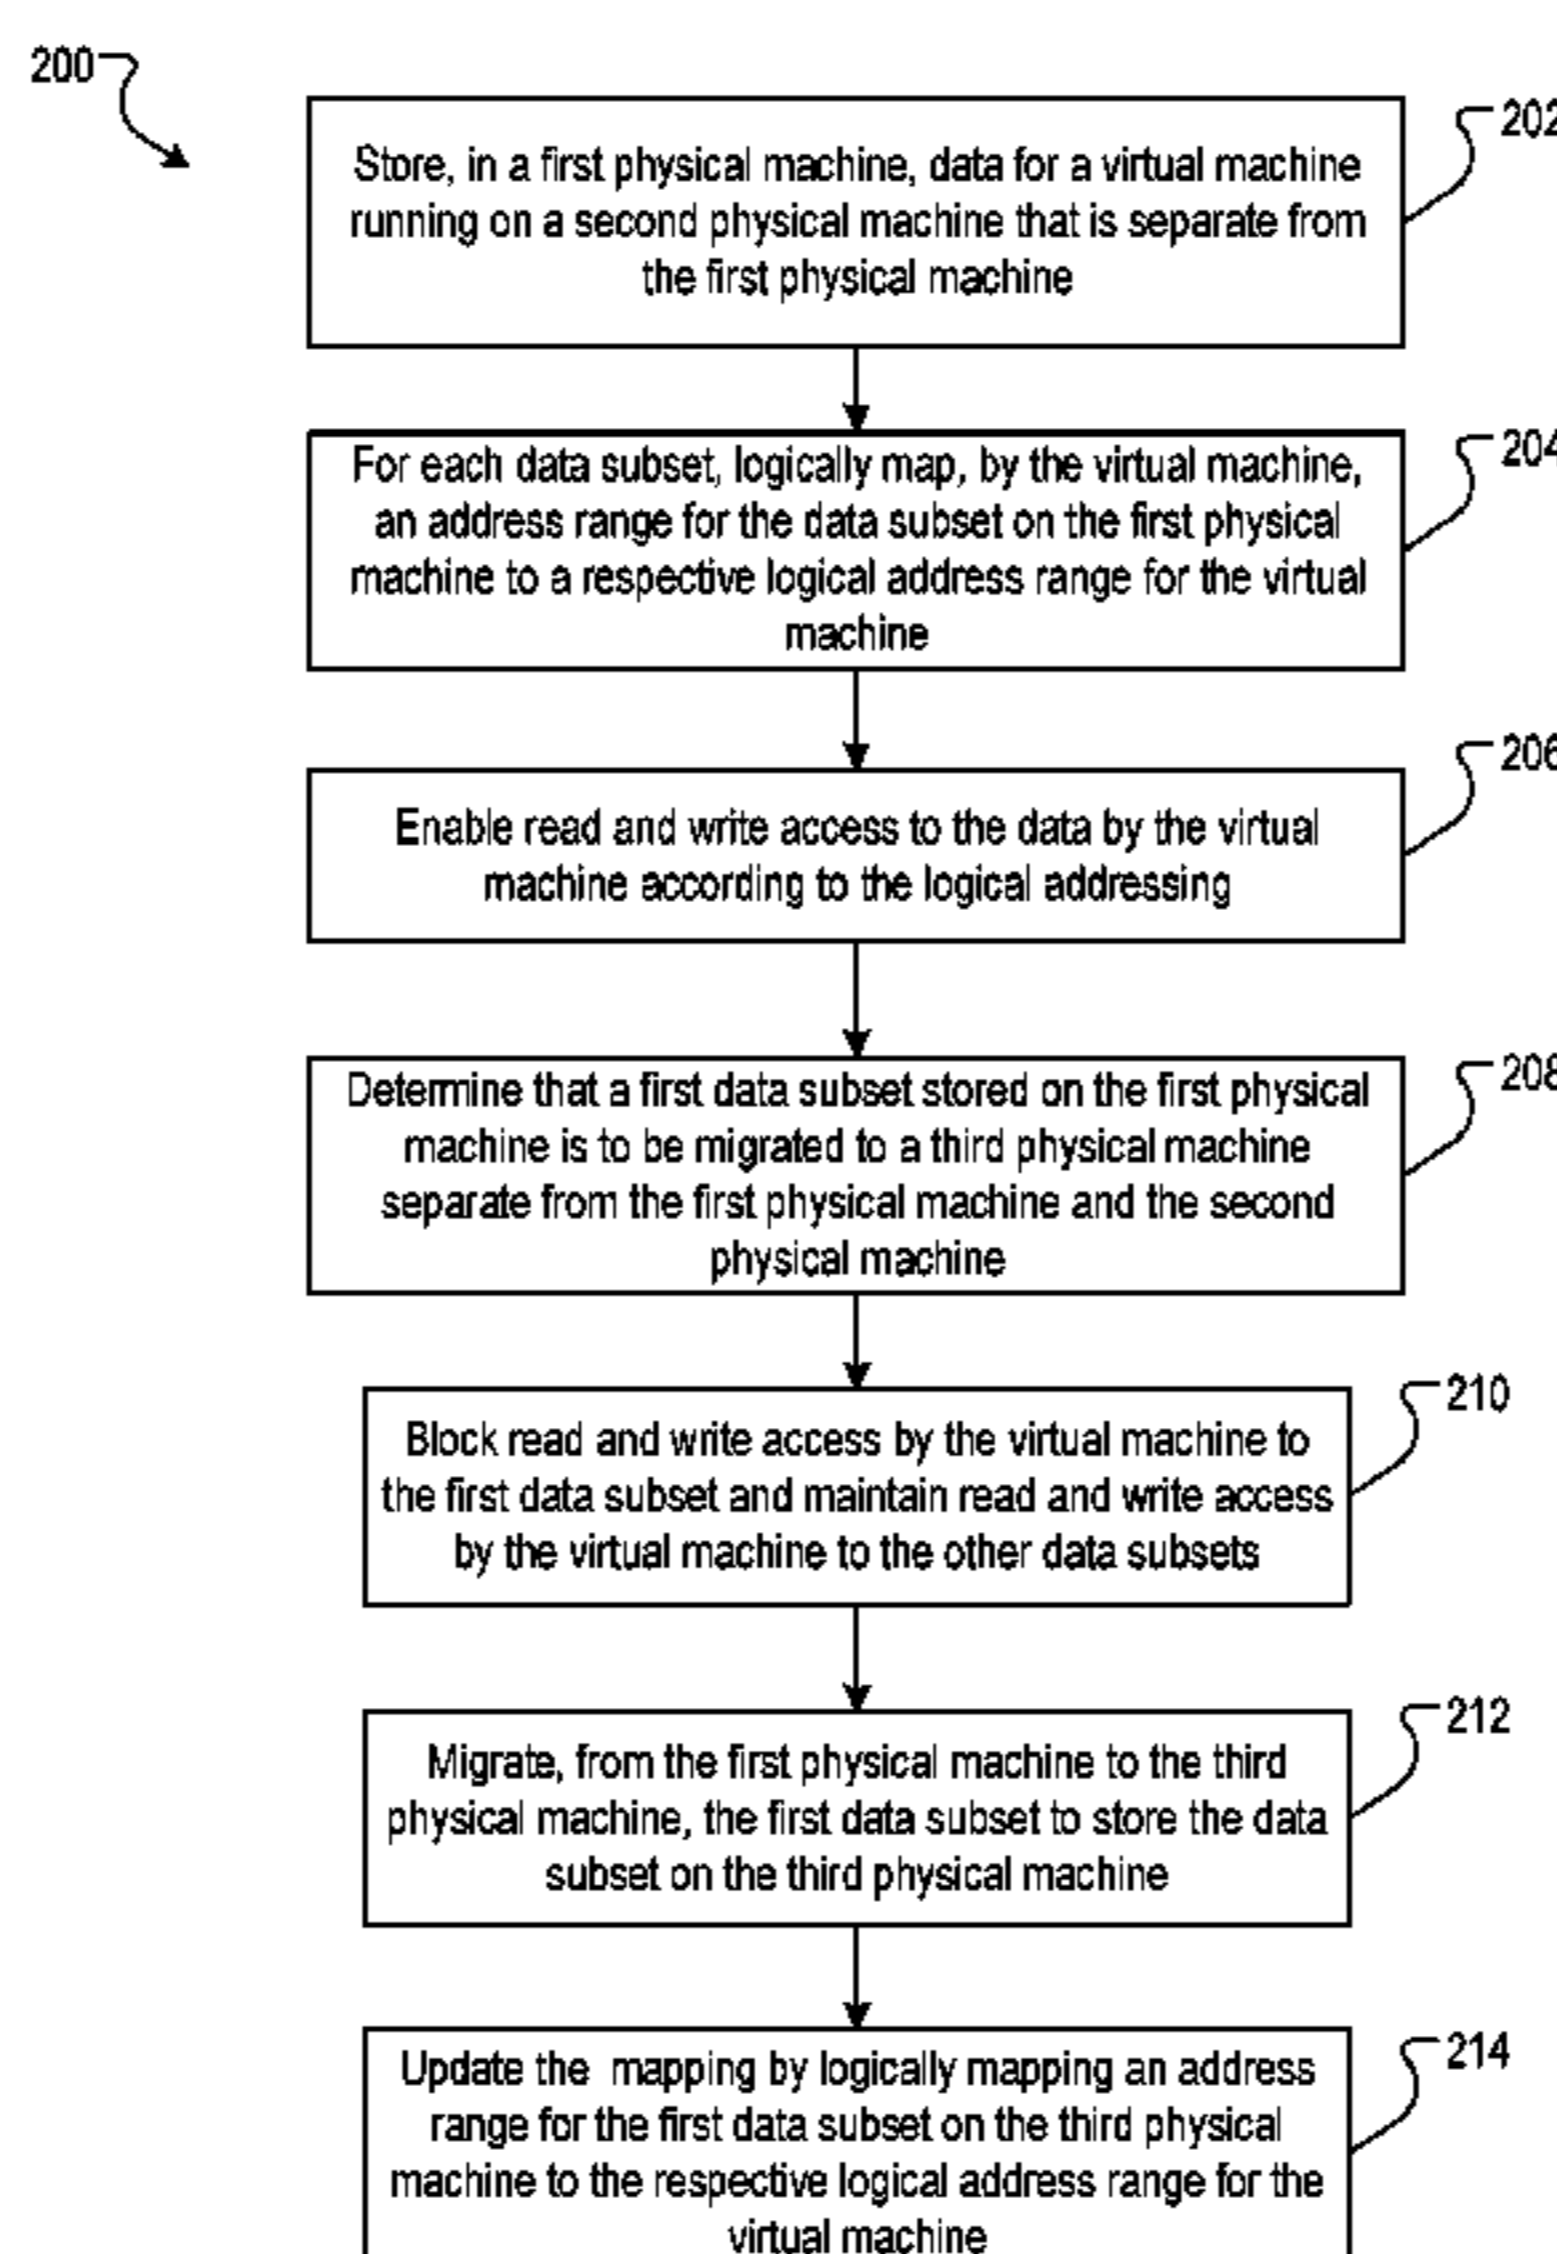 200
Store, in a first physical machine, data for a virtual machine
running on a second physical machine that is separate from
the first physical machine
202
For each data subset, logically map, by the virtual machine,
an address range for the data subset on the first physical
machine to a respective logical address range for the virtual
machine
204
Enable read and write access to the data by the virtual
machine according to the logical addressing
206
Determine that a first data subset stored on the first physical
machine is to be migrated to a third physical machine
separate from the first physical machine and the second
physical machine
208
Block read and write access by the virtual machine to
the first data subset and maintain read and write access
by the virtual machine to the other data subsets
210
Migrate, from the first physical machine to the third
physical machine, the first data subset to store the data
subset on the third physical machine
212
Update the mapping by logically mapping an address
range for the first data subset on the third physical
machine to the respective logical address range for the
virtual machine
214